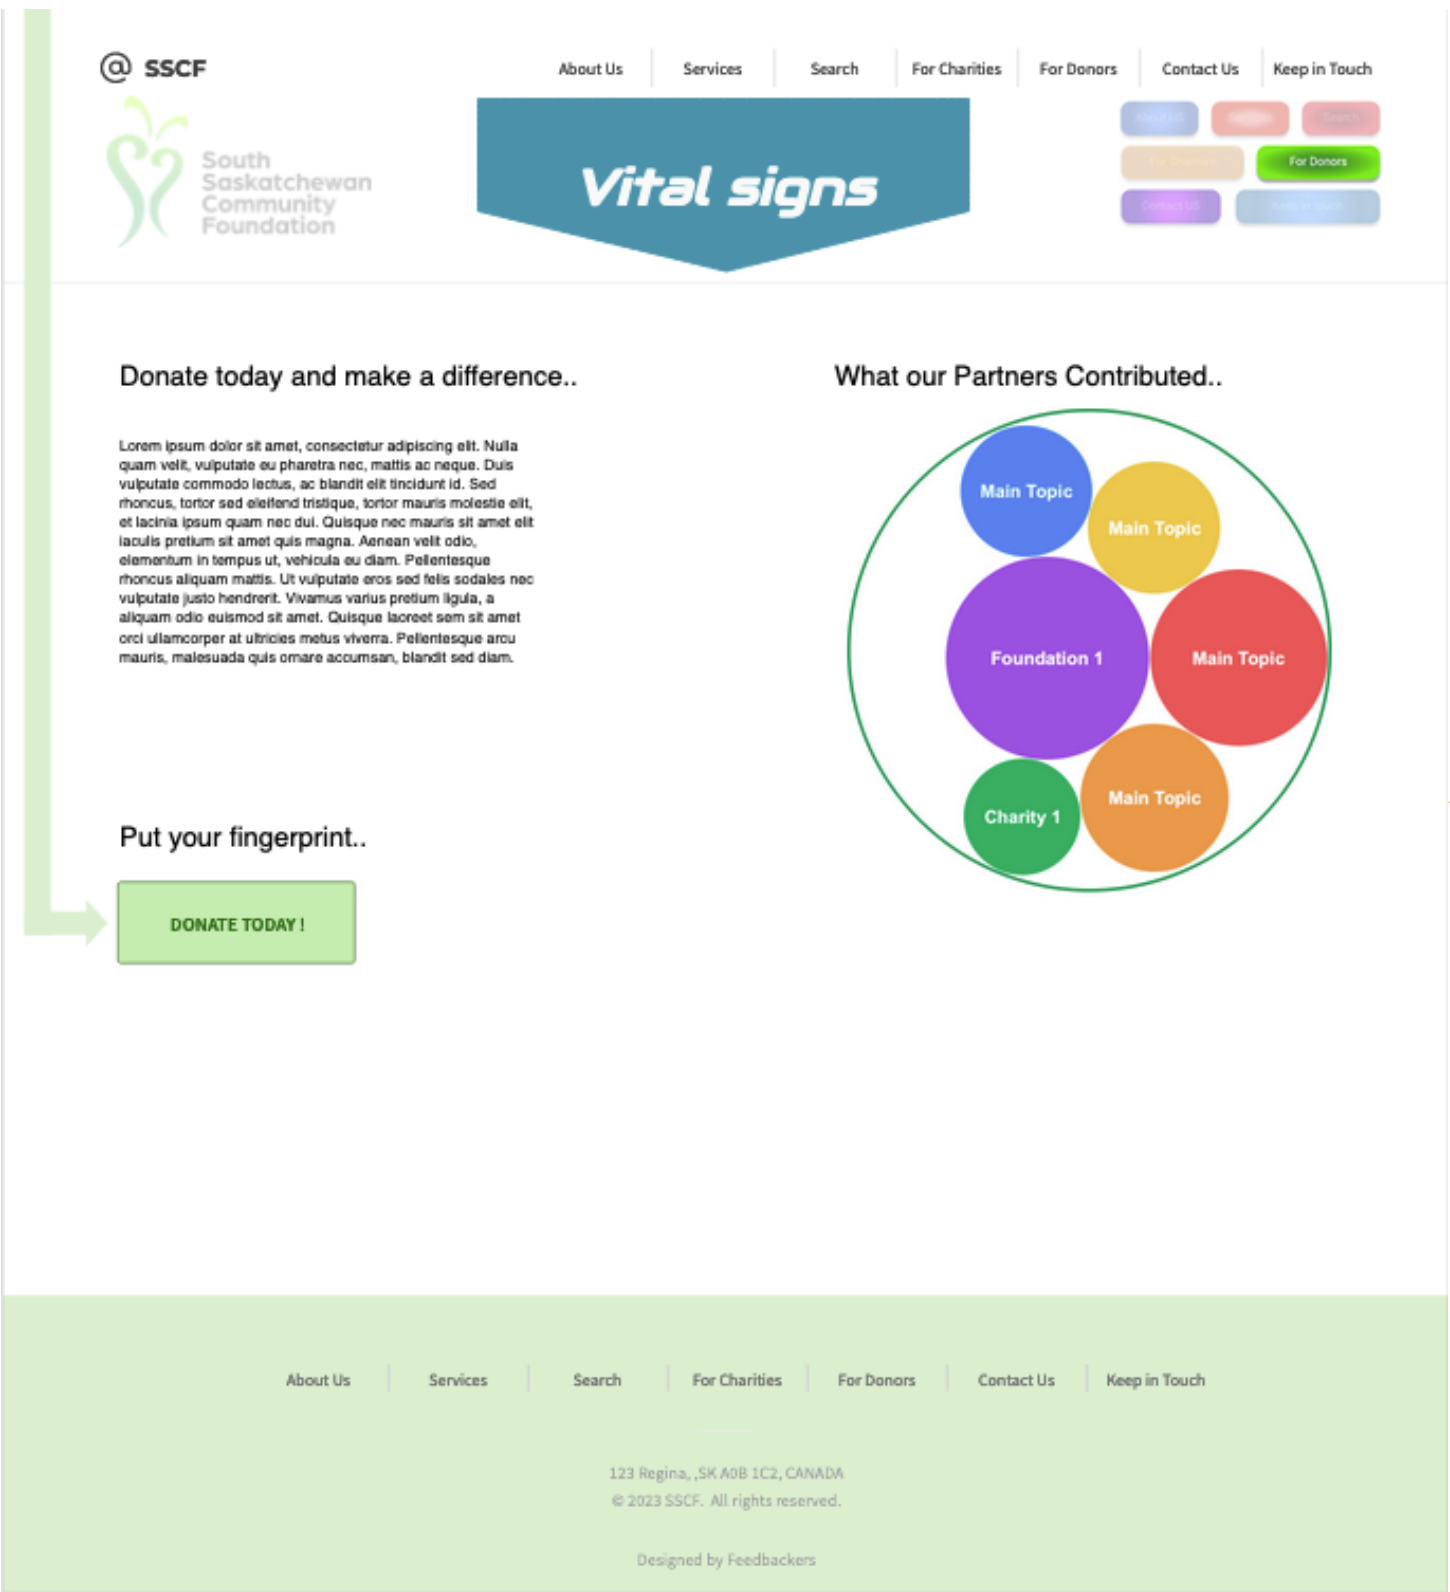 @ SSCF
About Us
Services
Search
For Charities
For Donors
Contact Us
Keep in Touch
South
Saskatchewan
Community
Foundation
Vital signs
About US
Services
Search
For Donors
Contact US
Keep in touch
Donate today and make a difference..
Lorem ipsum dolor sit amet, consectetur adipiscing elit. Nulla
quam velit, vulputate eu pharetra nec, mattis ac neque. Duis
vulputate commodo lectus, ac blandit elit tincidunt id. Sed
rhoncus, tortor sed eleifend tristique, tortor mauris molestie elit,
et lacinia ipsum quam nec dui. Quisque nec mauris sit amet elit
iaculis pretium sit amet quis magna. Aenean velit odio,
elementum in tempus ut, vehicula eu diam. Pellentesque
rhoncus aliquam mattis. Ut vulputate eros sed felis sodales nec
vulputate justo hendrerit. Vivamus varius pretium ligula, a
aliquam odio euismod sit amet. Quisque laoreet sem sit amet
orci ullamcorper at ultricies metus viverra. Pellentesque arcu
mauris, malesuada quis ornare accumsan, blandit sed diam.
Put your fingerprint..
DONATE TODAY !
What our Partners Contributed..
Main Topic
Main Topic
Foundation 1
Main Topic
Main Topic
Charity 1
About Us
Services
Search
For Charities
For Donors
Contact Us
Keep in Touch
123 Regina, ,SK A0B 1C2, CANADA
© 2023 SSCF. All rights reserved.
Designed by Feedbackers